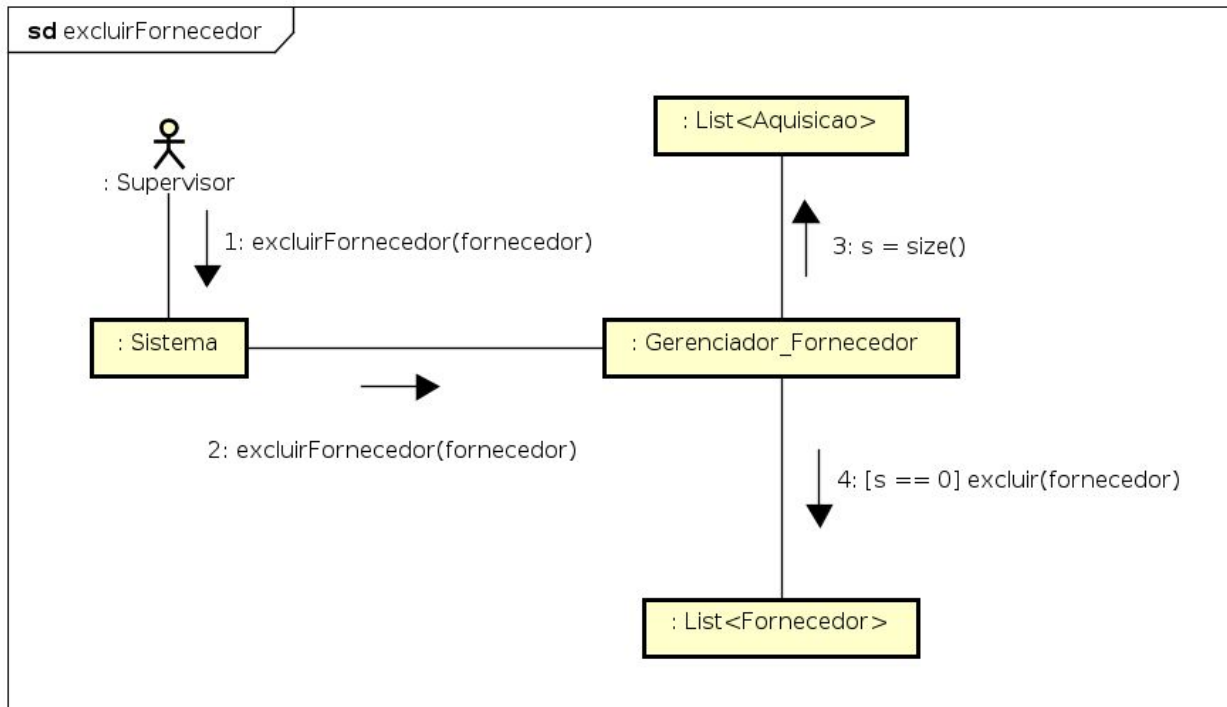 sd excluirFornecedor
: List<Aquisicao>
: Supervisor
1: excluirFornecedor(fornecedor)
3: s = size()
: Sistema
: Gerenciador_Fornecedor
2: excluirFornecedor(fornecedor)
4: [s == 0] excluir(fornecedor)
: List<Fornecedor>